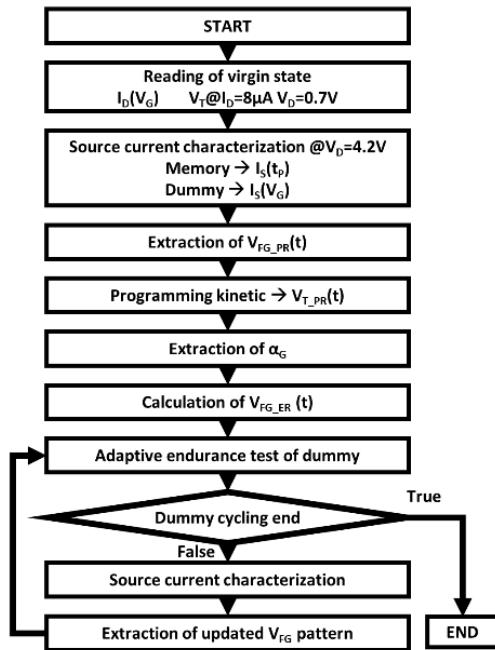 START
Reading of virgin state
I_D(V_G) V_T@I_D=8µA V_D=0.7V
Source current characterization @V_D=4.2V
Memory → I_S(t_P)
Dummy → I_S(V_G)
Extraction of V_FG_PR(t)
Programming kinetic → V_T_PR(t)
Extraction of α_G
Calculation of V_FG_ER (t)
Adaptive endurance test of dummy
True
Dummy cycling end
False
Source current characterization
Extraction of updated V_FG pattern
END